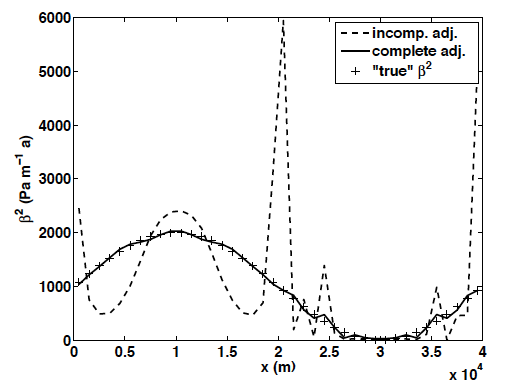 6000
5000
4000
3000
2000
1000
0
β² (Pa m⁻¹ a)
incomp. adj.
complete adj.
"true" β²
0 0.5 1 1.5 2 2.5 3 3.5 4
x (m)
x 10⁴